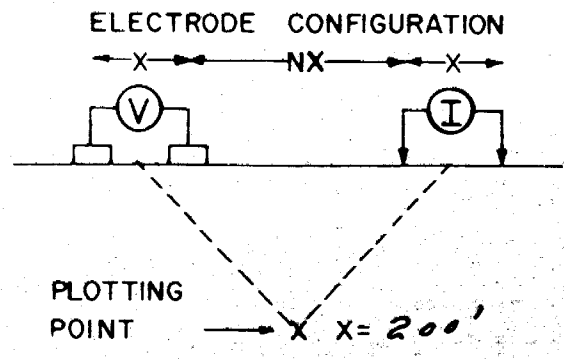 ELECTRODE CONFIGURATION
X NX X
V I
PLOTTING
POINT X X = 200'